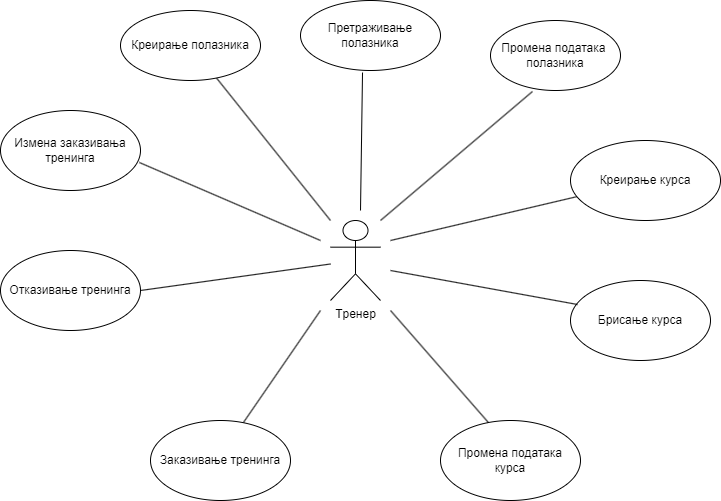 Претраживање
полазника
Креирање полазника
Промена података
полазника
Измена заказивања
тренинга
Креирање курса
Отказивање тренинга
Брисање курса
Тренер
Заказивање тренинга
Промена података
курса